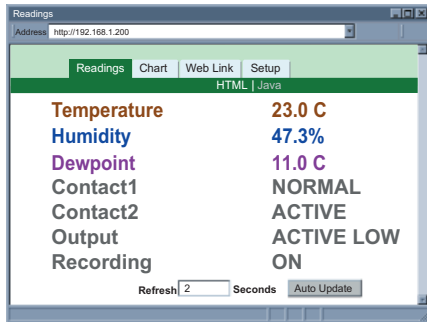 Readings
Address http://192.168.1.200
Readings Chart Web Link Setup
HTML | Java
Temperature 23.0 C
Humidity 47.3%
Dewpoint 11.0 C
Contact1 NORMAL
Contact2 ACTIVE
Output ACTIVE LOW
Recording ON
Refresh 2 Seconds Auto Update